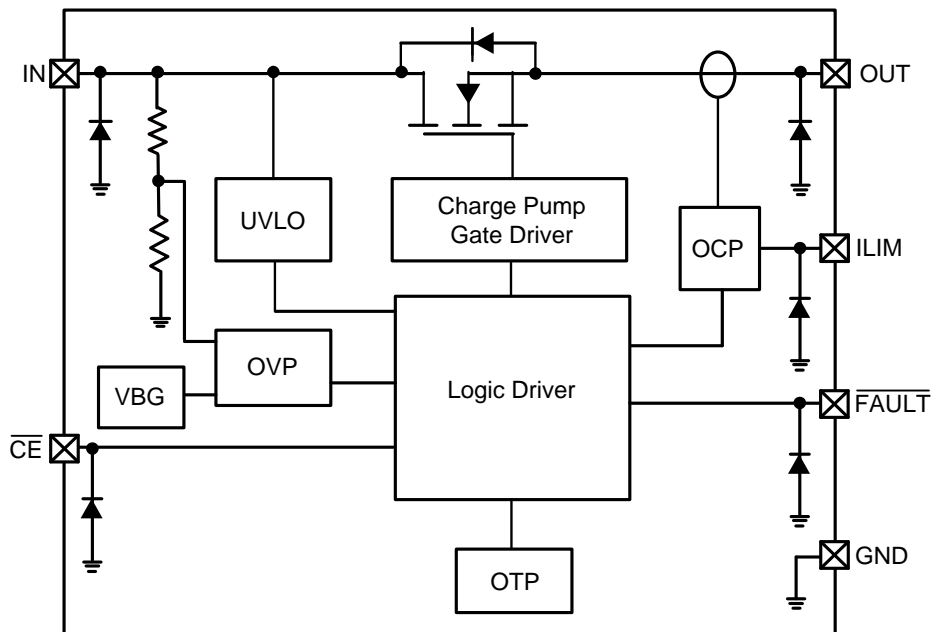 IN
OUT
UVLO
Charge Pump
Gate Driver
OCP
ILIM
OVP
VBG
Logic Driver
FAULT
CE
OTP
GND